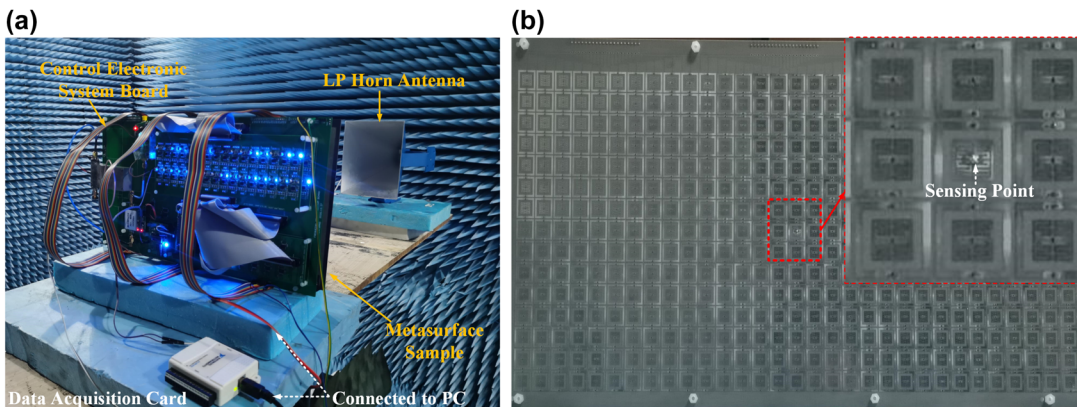 (a)
(b)
Control Electronic
System Board
LP Horn Antenna
Sensing Point
Metasurface
Sample
Data Acquisition Card
Connected to PC